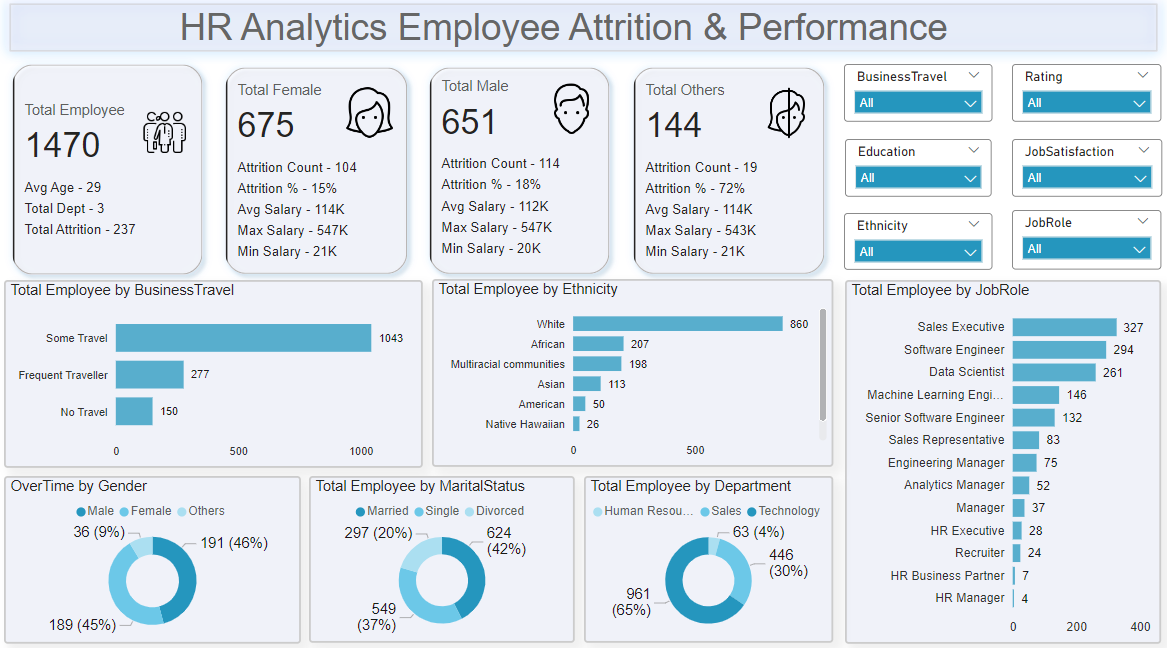 HR Analytics Employee Attrition & Performance
Total Employee
1470
Avg Age - 29
Total Dept - 3
Total Attrition - 237
Total Female
675
Attrition Count - 104
Attrition % - 15%
Avg Salary - 114K
Max Salary - 547K
Min Salary - 21K
Total Male
651
Attrition Count - 114
Attrition % - 18%
Avg Salary - 112K
Max Salary - 547K
Min Salary - 20K
Total Others
144
Attrition Count - 19
Attrition % - 72%
Avg Salary - 114K
Max Salary - 543K
Min Salary - 21K
BusinessTravel
All
Rating
All
Education
All
JobSatisfaction
All
Ethnicity
All
JobRole
All
Total Employee by BusinessTravel
Some Travel 1043
Frequent Traveller 277
No Travel 150
0 500 1000
Total Employee by Ethnicity
White 860
African 207
Multiracial communities 198
Asian 113
American 50
Native Hawaiian 26
0 500
Total Employee by JobRole
Sales Executive 327
Software Engineer 294
Data Scientist 261
Machine Learning Engi... 146
Senior Software Engineer 132
Sales Representative 83
Engineering Manager 75
Analytics Manager 52
Manager 37
HR Executive 28
Recruiter 24
HR Business Partner 7
HR Manager 4
0 200 400
OverTime by Gender
Male Female Others
36 (9%)
191 (46%)
189 (45%)
Total Employee by MaritalStatus
Married Single Divorced
297 (20%)
624
(42%)
549
(37%)
Total Employee by Department
Human Resou... Sales Technology
63 (4%)
446
(30%)
961
(65%)